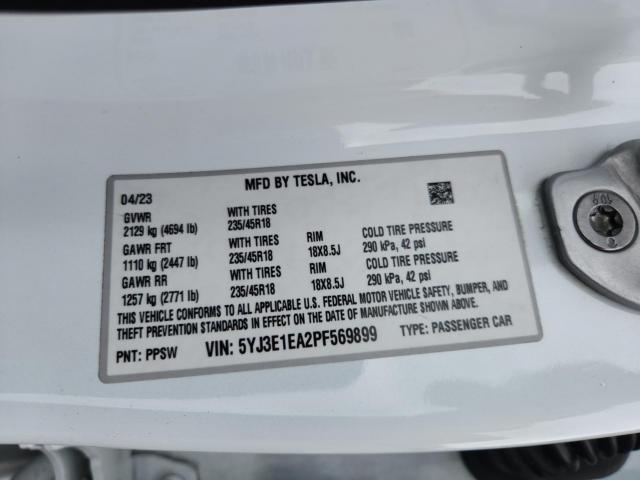 MFD BY TESLA, INC.
04/23
GVWR WITH TIRES
2129 kg (4694 lb) 235/45R18
GAWR FRT WITH TIRES RIM COLD TIRE PRESSURE
1110 kg (2447 lb) 235/45R18 18X8.5J 290 kPa, 42 psi
GAWR RR WITH TIRES RIM COLD TIRE PRESSURE
1257 kg (2771 lb) 235/45R18 18X8.5J 290 kPa, 42 psi
THIS VEHICLE CONFORMS TO ALL APPLICABLE U.S. FEDERAL MOTOR VEHICLE SAFETY, BUMPER, AND
THEFT PREVENTION STANDARDS IN EFFECT ON THE DATE OF MANUFACTURE SHOWN ABOVE.
PNT: PPSW VIN: 5YJ3E1EA2PF569899 TYPE: PASSENGER CAR